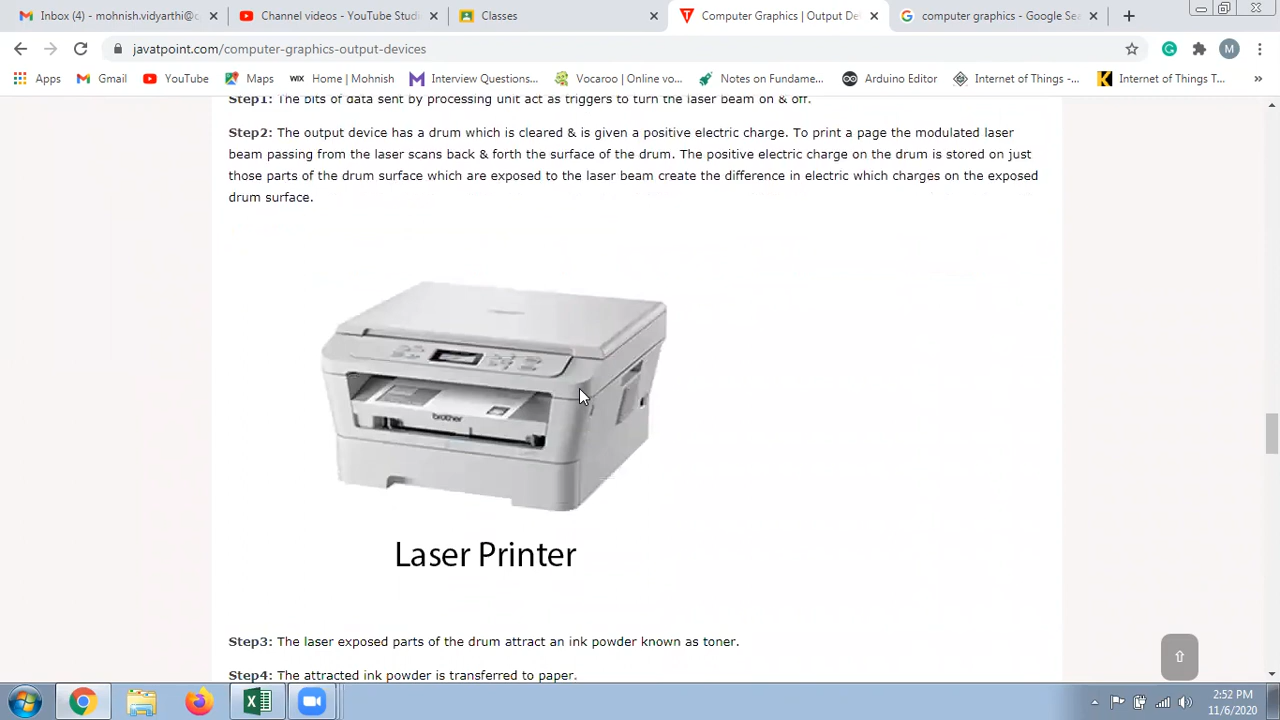 Inbox (4) - mohnish.vidyarthi@
Channel videos - YouTube Studi
Classes
Computer Graphics | Output De
computer graphics - Google Sea
javatpoint.com/computer-graphics-output-devices
M
Apps
Gmail
YouTube
Maps
WIX Home | Mohnish
Interview Questions...
Vocaroo | Online vo...
Notes on Fundame...
Arduino Editor
Internet of Things -...
Internet of Things T...
»
Step1: The bits of data sent by processing unit act as triggers to turn the laser beam on & off.
Step2: The output device has a drum which is cleared & is given a positive electric charge. To print a page the modulated laser
beam passing from the laser scans back & forth the surface of the drum. The positive electric charge on the drum is stored on just
those parts of the drum surface which are exposed to the laser beam create the difference in electric which charges on the exposed
drum surface.
brother
Laser Printer
Step3: The laser exposed parts of the drum attract an ink powder known as toner.
Step4: The attracted ink powder is transferred to paper.
2:52 PM
11/6/2020